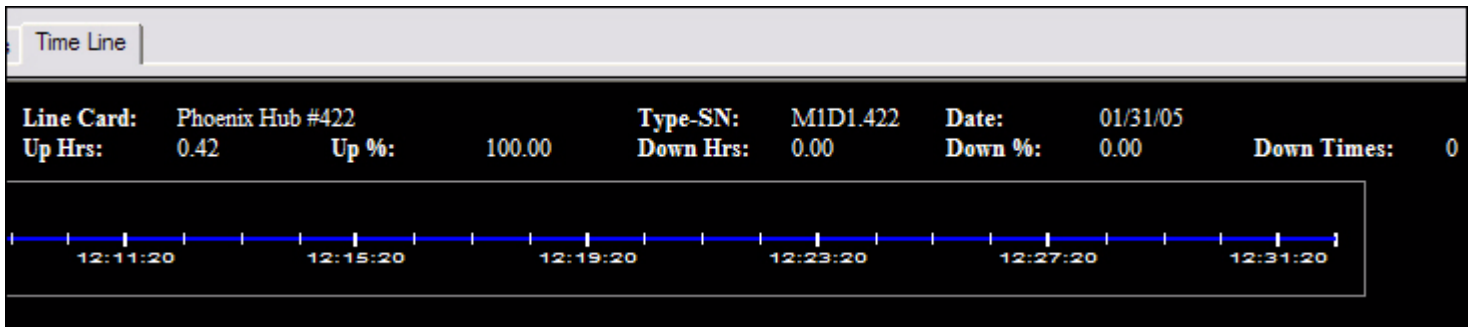 Time Line
Line Card: Phoenix Hub #422 Type-SN: M1D1.422 Date: 01/31/05
Up Hrs: 0.42 Up %: 100.00 Down Hrs: 0.00 Down %: 0.00 Down Times: 0
12:11:20 12:15:20 12:19:20 12:23:20 12:27:20 12:31:20